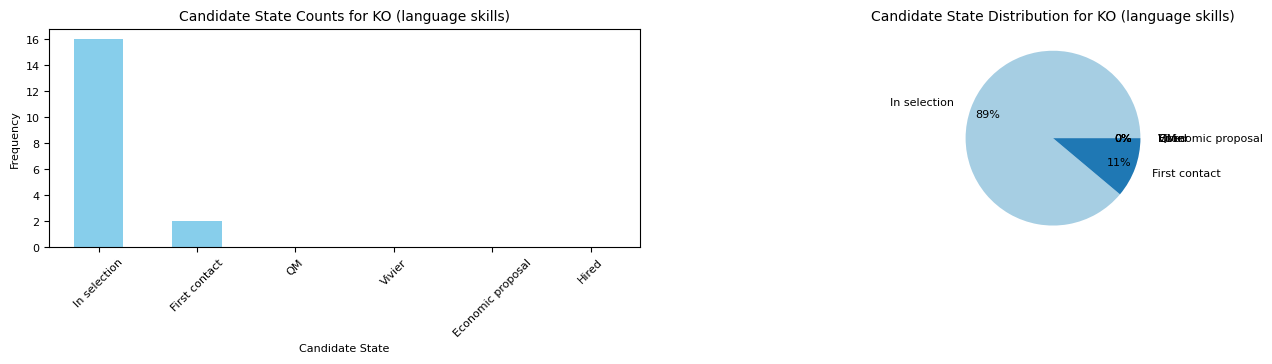 Candidate State Counts for KO (language skills)
16
14
12
10
8
6
4
2
0
Frequency
In selection
First contact
QM
Vivier
Economic proposal
Hired
Candidate State
Candidate State Distribution for KO (language skills)
In selection
89%
0%
Economic proposal
11%
First contact